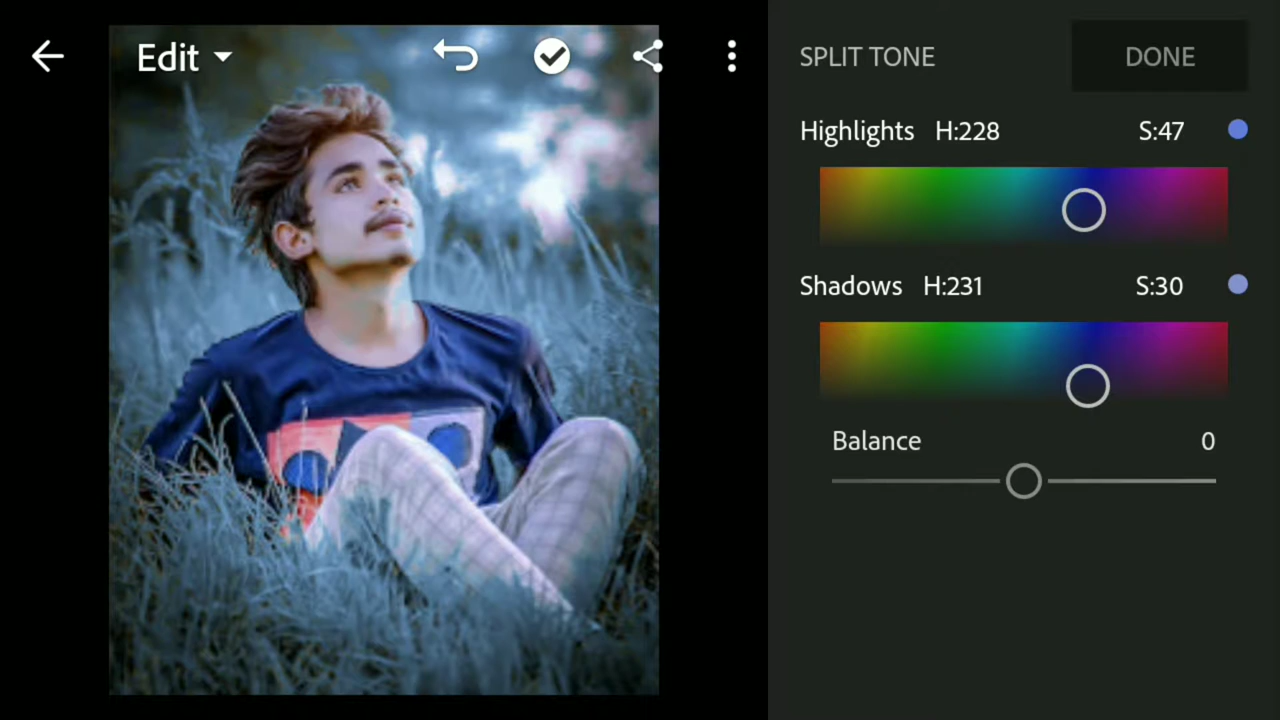 Edit
SPLIT TONE
DONE
Highlights H:228 S:47
Shadows H:231 S:30
Balance 0